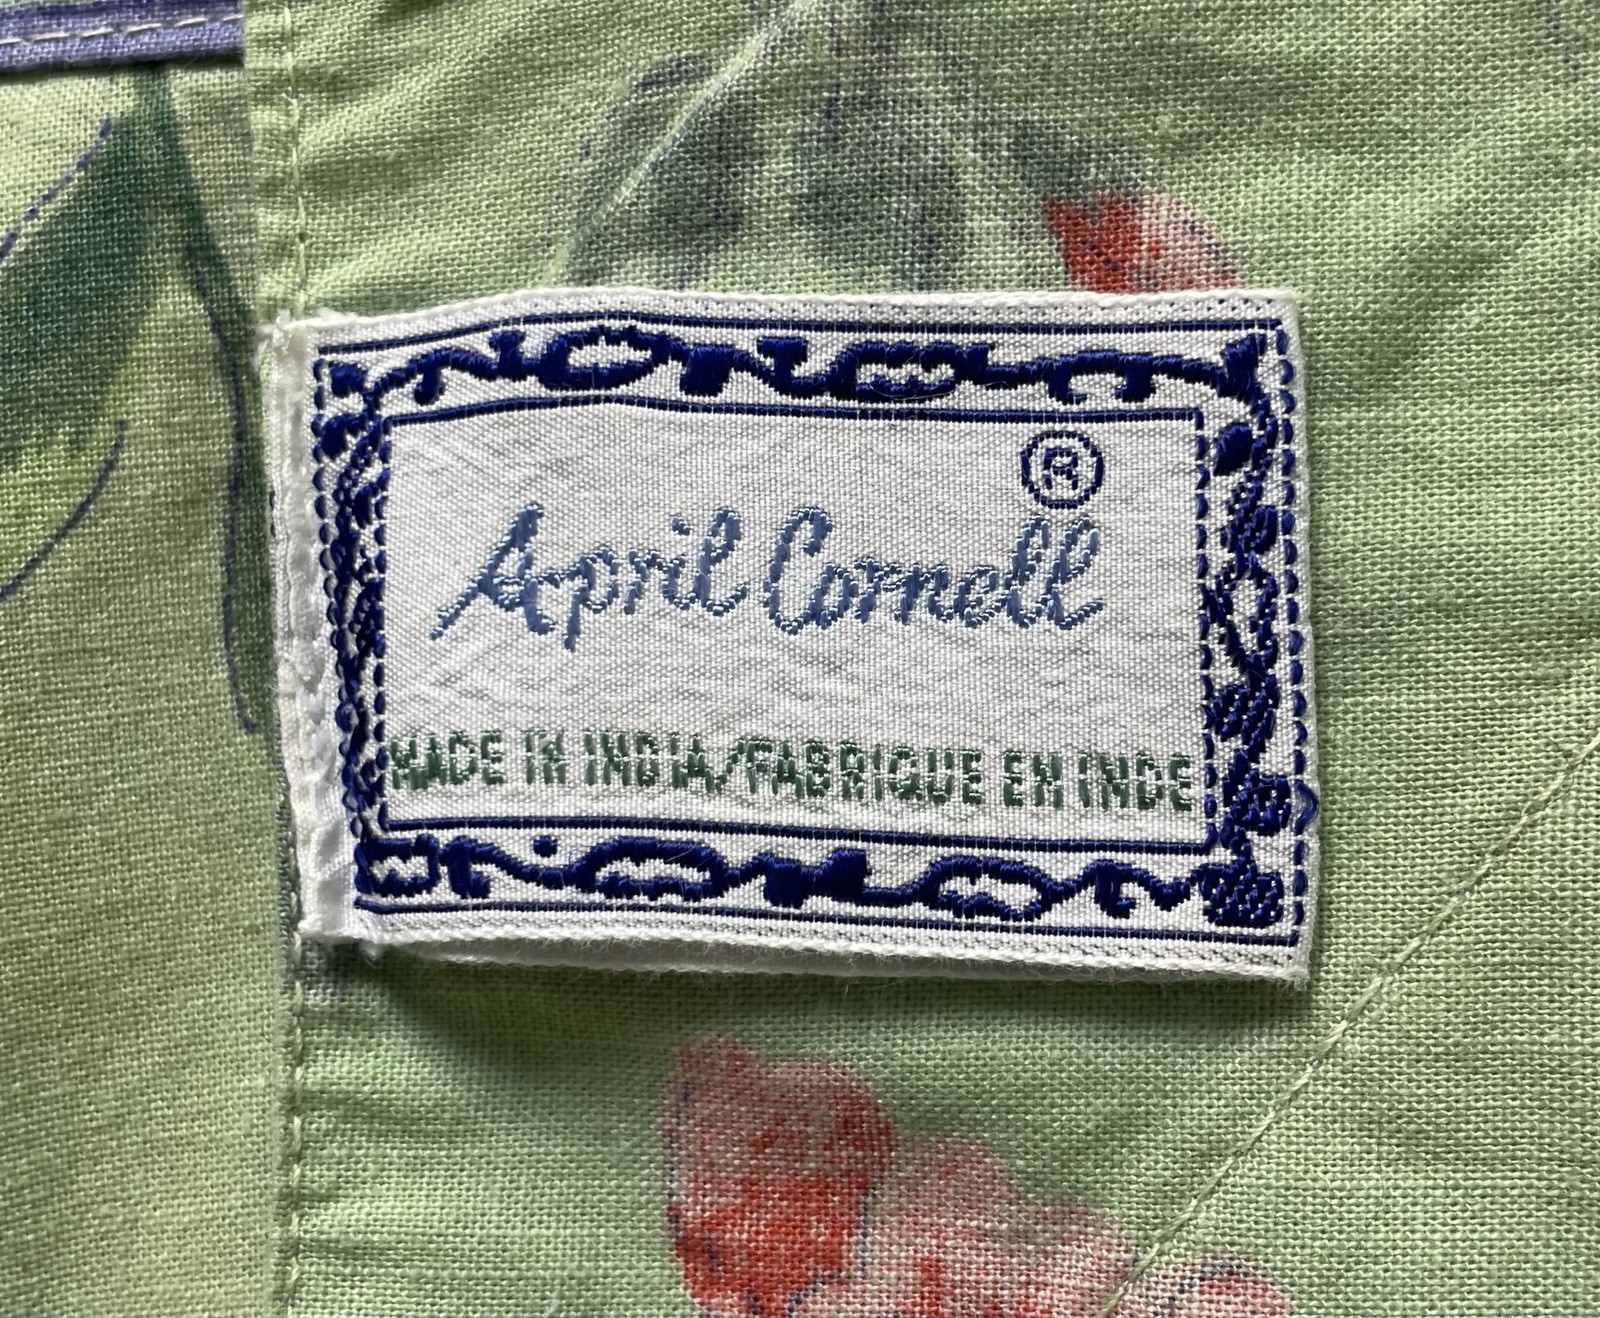 ®
April Cornell
MADE IN INDIA/FABRIQUE EN INDE